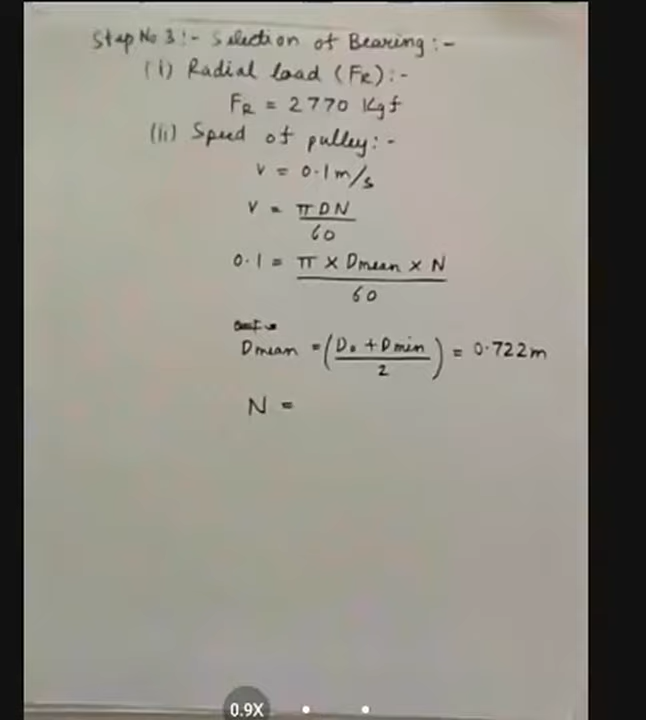 Step No 3:- Selection of Bearing:-
(i) Radial load (FR):-
FR = 2770 Kgf
(ii) Speed of pulley:-
v = 0.1 m/s
v = πDN
60
0.1 = π × Dmean × N
60
Dmean = (Do + Dmin / 2) = 0.722m
N =
0.9X